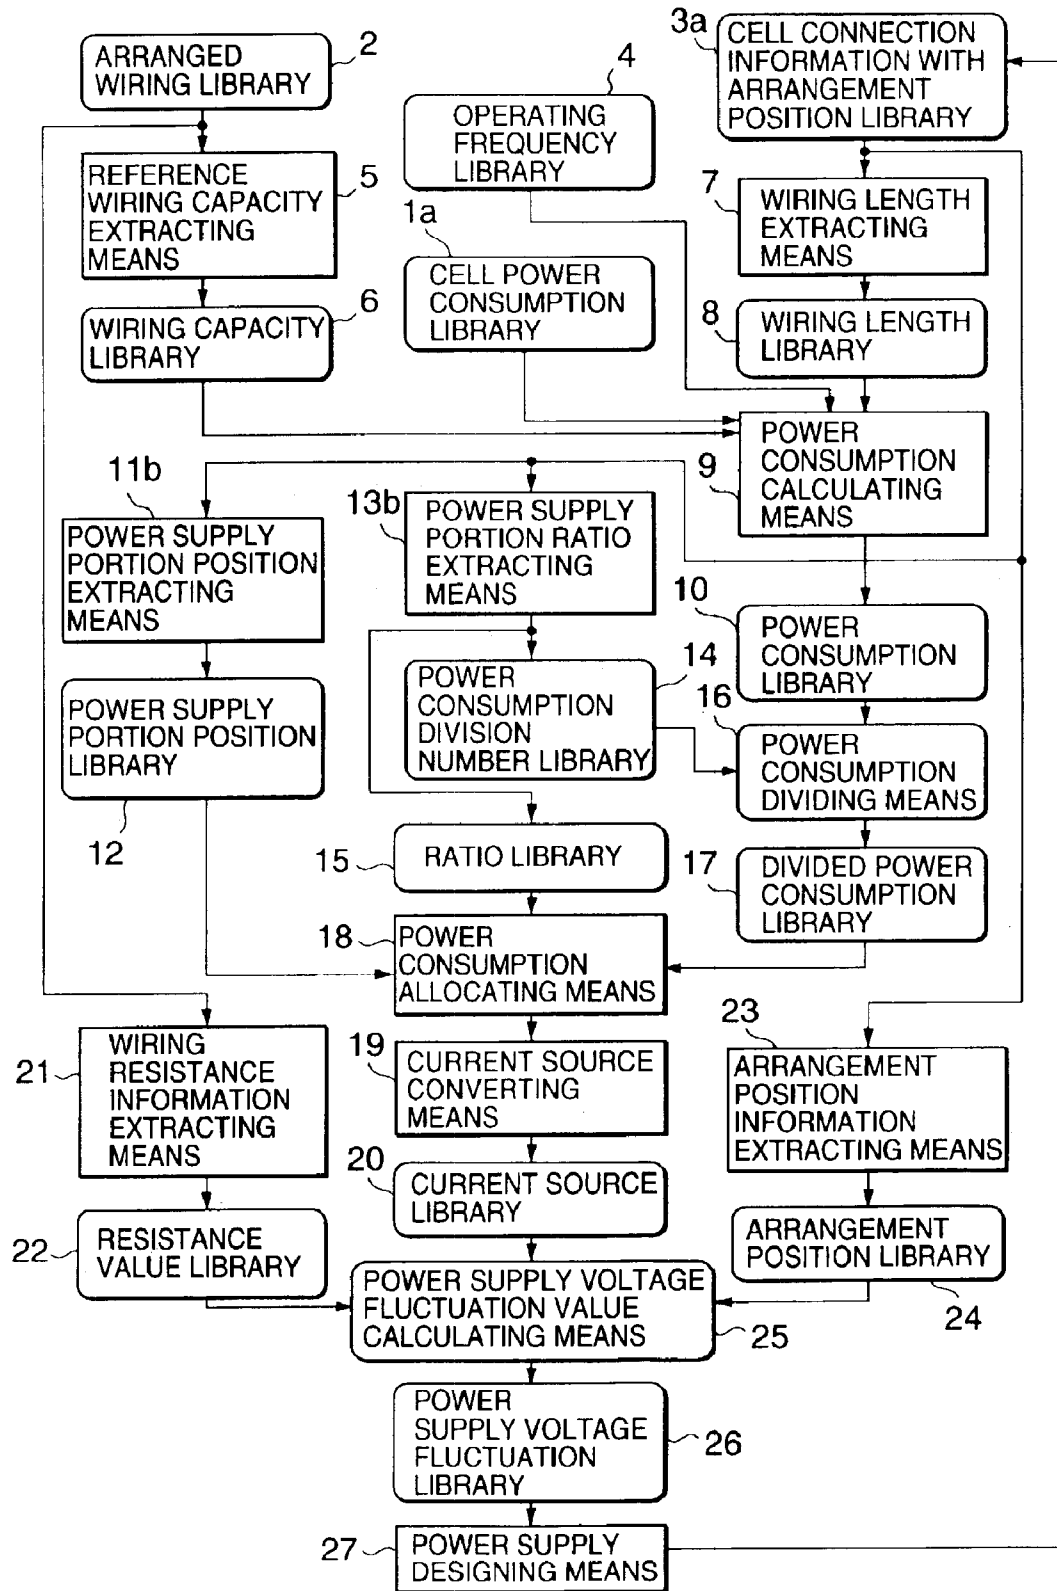 2
ARRANGED
WIRING LIBRARY
4
OPERATING
FREQUENCY
LIBRARY
3a
CELL CONNECTION
INFORMATION WITH
ARRANGEMENT
POSITION LIBRARY
5
REFERENCE
WIRING CAPACITY
EXTRACTING
MEANS
1a
CELL POWER
CONSUMPTION
LIBRARY
7
WIRING LENGTH
EXTRACTING
MEANS
6
WIRING CAPACITY
LIBRARY
8
WIRING LENGTH
LIBRARY
9
POWER
CONSUMPTION
CALCULATING
MEANS
11b
POWER SUPPLY
PORTION POSITION
EXTRACTING
MEANS
13b
POWER SUPPLY
PORTION RATIO
EXTRACTING
MEANS
10
POWER
CONSUMPTION
LIBRARY
12
POWER SUPPLY
PORTION POSITION
LIBRARY
14
POWER
CONSUMPTION
DIVISION
NUMBER LIBRARY
16
POWER
CONSUMPTION
DIVIDING MEANS
15
RATIO LIBRARY
17
DIVIDED POWER
CONSUMPTION
LIBRARY
18
POWER
CONSUMPTION
ALLOCATING MEANS
21
WIRING
RESISTANCE
INFORMATION
EXTRACTING
MEANS
19
CURRENT SOURCE
CONVERTING
MEANS
23
ARRANGEMENT
POSITION
INFORMATION
EXTRACTING MEANS
22
RESISTANCE
VALUE LIBRARY
20
CURRENT SOURCE
LIBRARY
ARRANGEMENT
POSITION LIBRARY
24
POWER SUPPLY VOLTAGE
FLUCTUATION VALUE
CALCULATING MEANS
25
POWER
SUPPLY VOLTAGE
FLUCTUATION
LIBRARY
26
27
POWER SUPPLY
DESIGNING MEANS